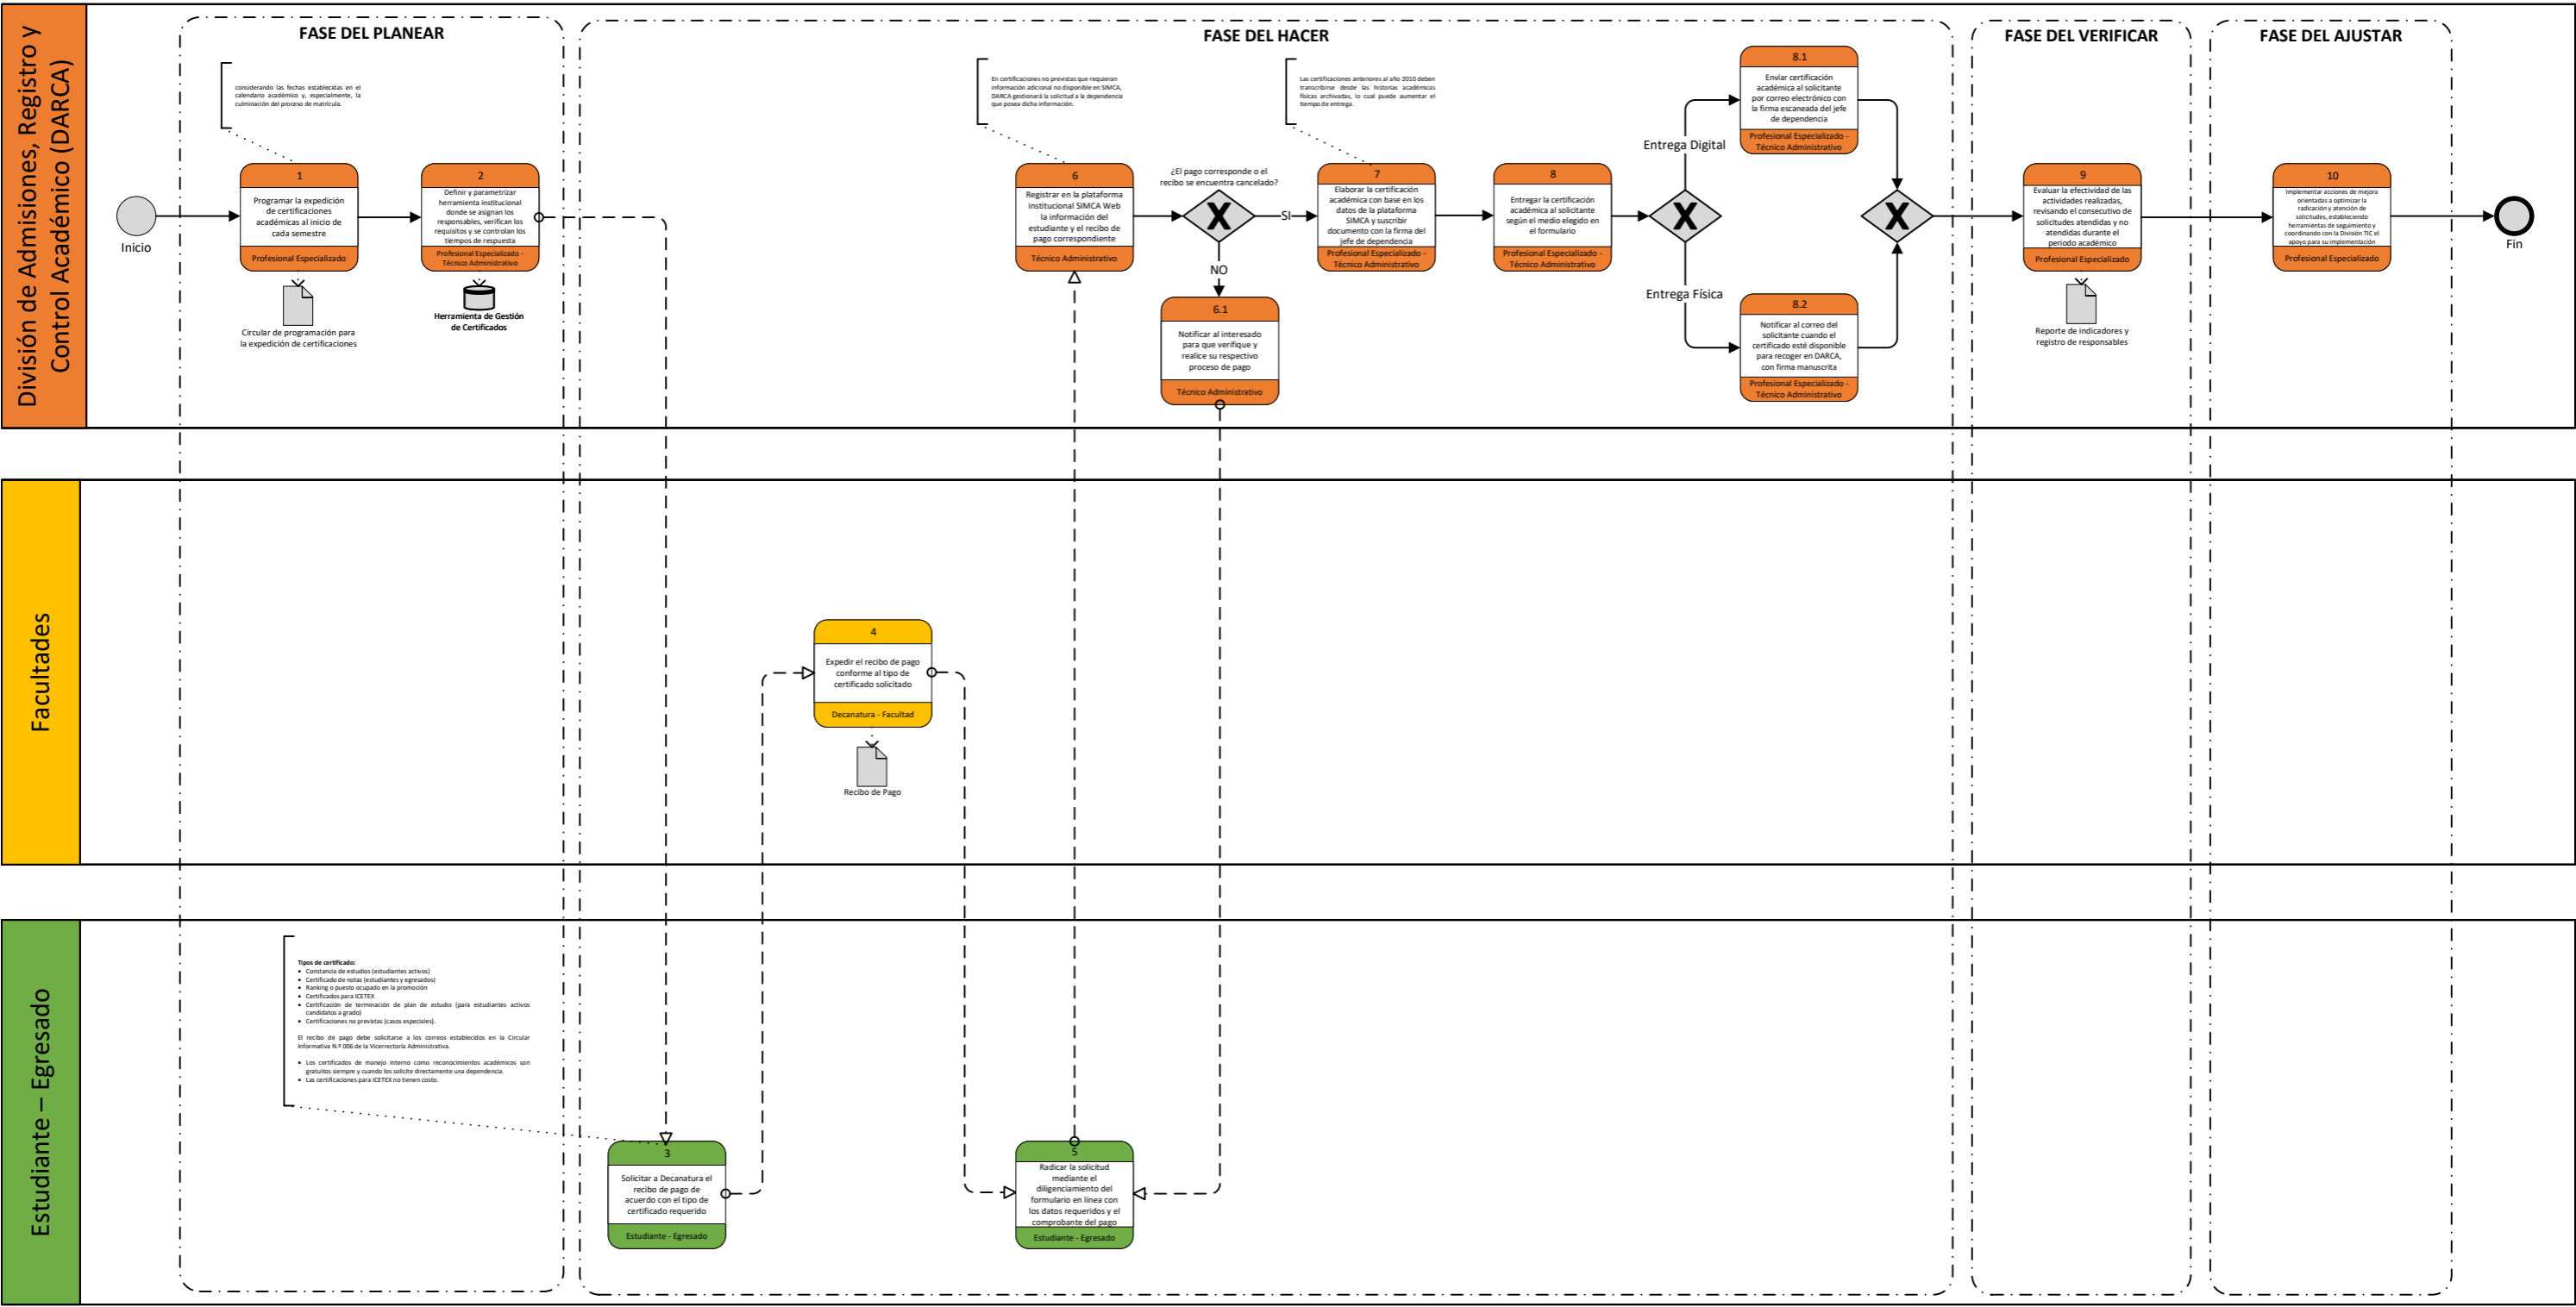 División de Admisiones, Registro y
Control Académico (DARCA)
FASE DEL PLANEAR
considerando las fechas establecidas en el
calendario académico y, especialmente, la
culminación del proceso de matrícula.
Inicio
1
Programar la expedición
de certificaciones
académicas al inicio de
cada semestre
Profesional Especializado
Circular de programación para
la expedición de certificaciones
2
Definir y parametrizar
herramienta institucional
donde se asignan los
responsables, verifican los
requisitos y se controlan los
tiempos de respuesta
Profesional Especializado -
Técnico Administrativo
Herramienta de Gestión
de Certificados
FASE DEL HACER
En certificaciones no previstas que requieran
información adicional no disponible en SIMCA,
DARCA gestionará la solicitud a la dependencia
que posea dicha información.
6
Registrar en la plataforma
institucional SIMCA Web
la información del
estudiante y el recibo de
pago correspondiente
Técnico Administrativo
¿El pago corresponde o el
recibo se encuentra cancelado?
X
SI
NO
6.1
Notificar al interesado
para que verifique y
realice su respectivo
proceso de pago
Técnico Administrativo
Las certificaciones anteriores al año 2010 deben
transcribirse desde las historias académicas
físicas archivadas, lo cual puede aumentar el
tiempo de entrega.
7
Elaborar la certificación
académica con base en los
datos de la plataforma
SIMCA y suscribir
documento con la firma del
jefe de dependencia
Profesional Especializado -
Técnico Administrativo
8
Entregar la certificación
académica al solicitante
según el medio elegido en
el formulario
Profesional Especializado -
Técnico Administrativo
X
Entrega Digital
Entrega Física
8.1
Enviar certificación
académica al solicitante
por correo electrónico con
la firma escaneada del jefe
de dependencia
Profesional Especializado -
Técnico Administrativo
8.2
Notificar al correo del
solicitante cuando el
certificado esté disponible
para recoger en DARCA,
con firma manuscrita
Profesional Especializado -
Técnico Administrativo
X
FASE DEL VERIFICAR
9
Evaluar la efectividad de las
actividades realizadas,
revisando el consecutivo de
solicitudes atendidas y no
atendidas durante el
periodo académico
Profesional Especializado
Reporte de indicadores y
registro de responsables
FASE DEL AJUSTAR
10
Implementar acciones de mejora
orientadas a optimizar la
radicación y atención de
solicitudes, estableciendo
herramientas de seguimiento y
coordinando con la División TIC el
apoyo para su implementación
Profesional Especializado
Fin
Facultades
4
Expedir el recibo de pago
conforme al tipo de
certificado solicitado
Decanatura - Facultad
Recibo de Pago
Estudiante – Egresado
Tipos de certificado:
• Constancia de estudios (estudiantes activos)
• Certificado de notas (estudiantes y egresados)
• Ranking o puesto ocupado en la promoción
• Certificados para ICETEX
• Certificación de terminación de plan de estudio (para estudiantes activos
candidatos a grado)
• Certificaciones no previstas (casos especiales).
El recibo de pago debe solicitarse a los correos establecidos en la Circular
Informativa N.º 006 de la Vicerrectoría Administrativa.
• Los certificados de manejo interno como reconocimientos académicos son
gratuitos siempre y cuando los solicite directamente una dependencia.
• Las certificaciones para ICETEX no tienen costo.
3
Solicitar a Decanatura el
recibo de pago de
acuerdo con el tipo de
certificado requerido
Estudiante - Egresado
5
Radicar la solicitud
mediante el
diligenciamiento del
formulario en línea con
los datos requeridos y el
comprobante del pago
Estudiante - Egresado